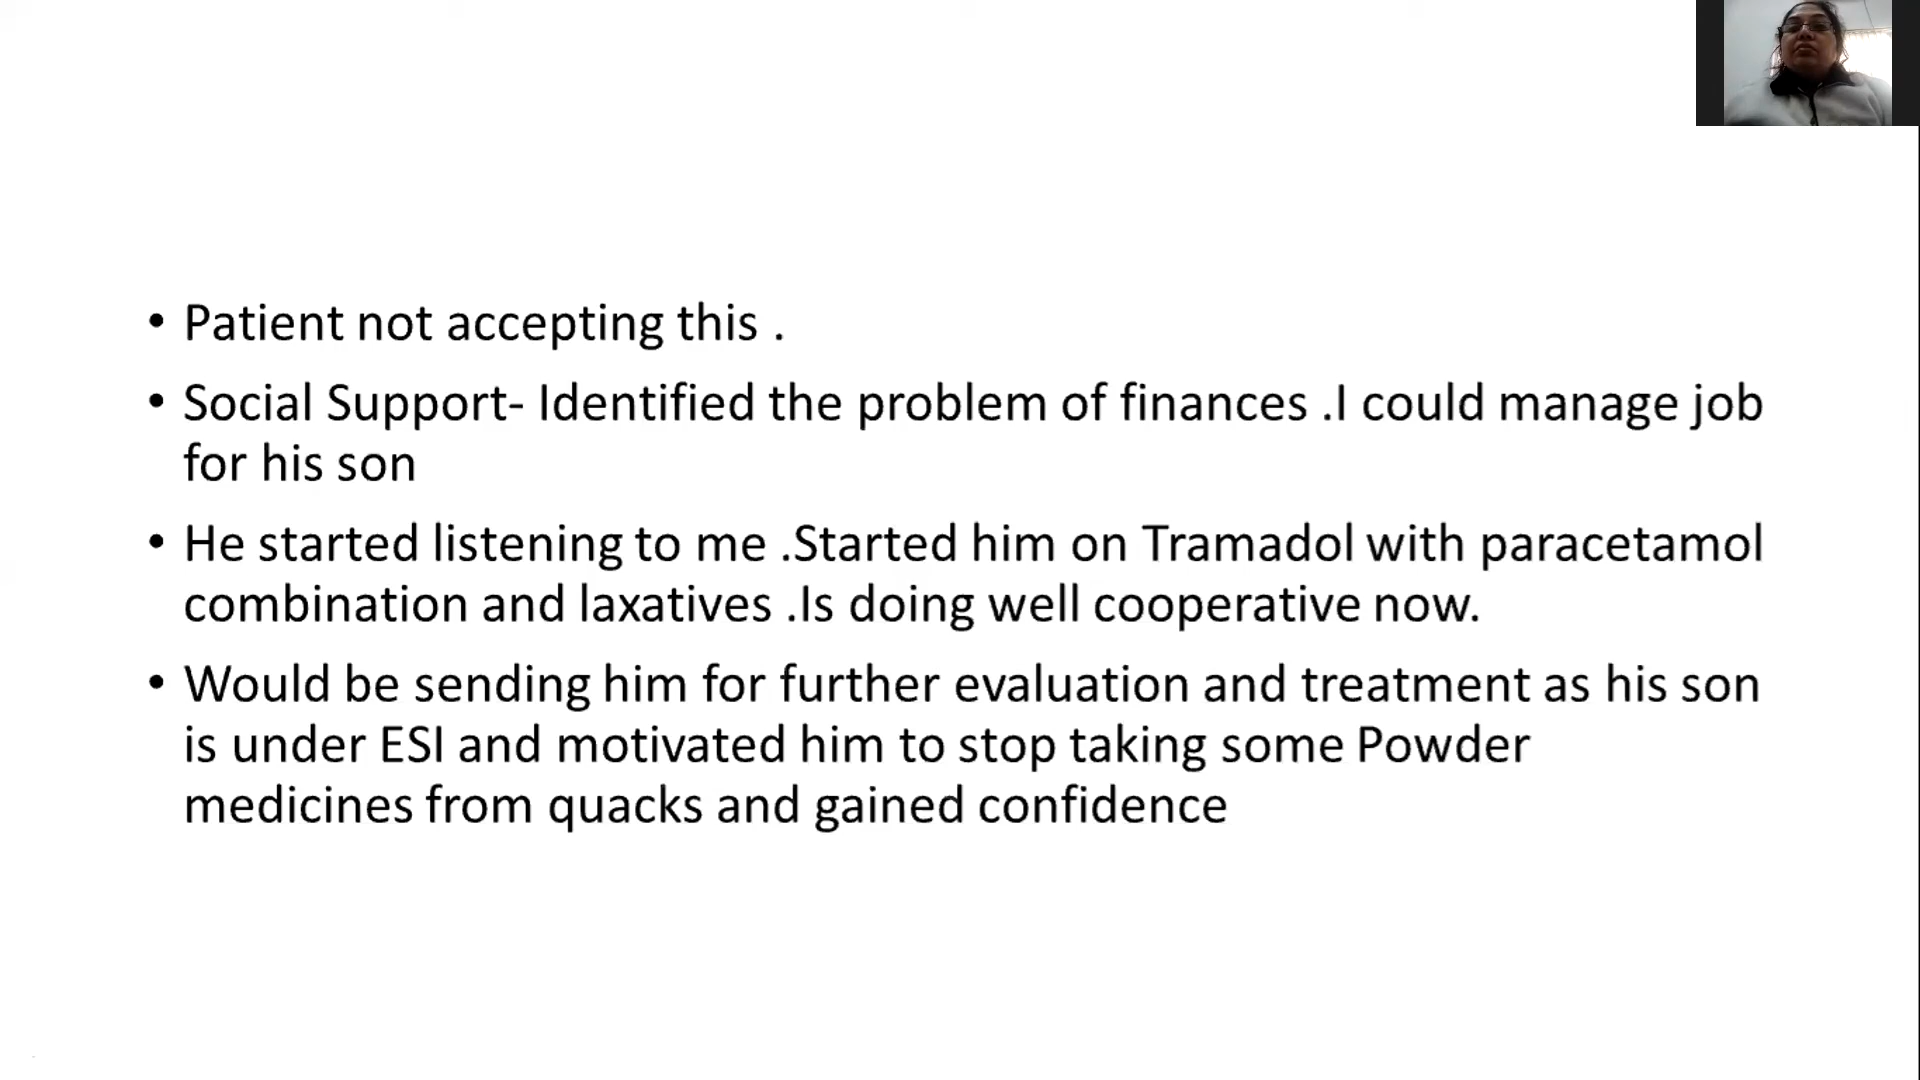 • Patient not accepting this .
• Social Support- Identified the problem of finances .I could manage job
for his son
• He started listening to me .Started him on Tramadol with paracetamol
combination and laxatives .Is doing well cooperative now.
• Would be sending him for further evaluation and treatment as his son
is under ESI and motivated him to stop taking some Powder
medicines from quacks and gained confidence